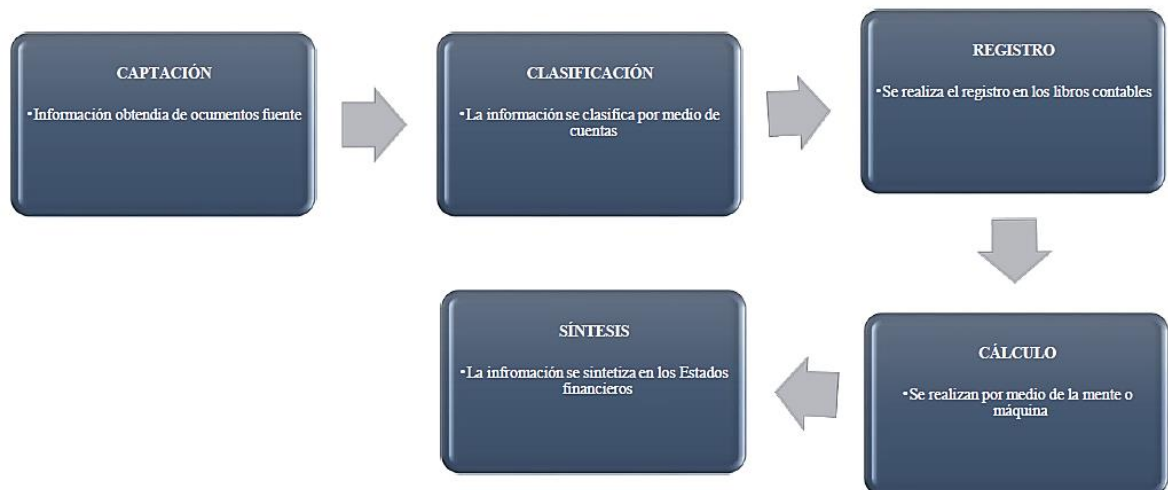 CAPTACIÓN
•Información obtendia de ocumentos fuente
CLASIFICACIÓN
•La información se clasifica por medio de
cuentas
REGISTRO
•Se realiza el registro en los libros contables
CÁLCULO
•Se realizan por medio de la mente o
máquina
SÍNTESIS
•La infromación se sintetiza en los Estados
financieros